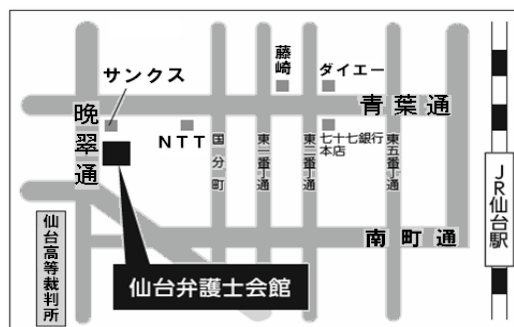 藤崎
ダイエー
サンクス
青葉通
晩翠通
NTT
国分町
東一番丁通
東二番丁通
七十七銀行
本店
東五番丁通
JR仙台駅
南町通
仙台高等裁判所
仙台弁護士会館